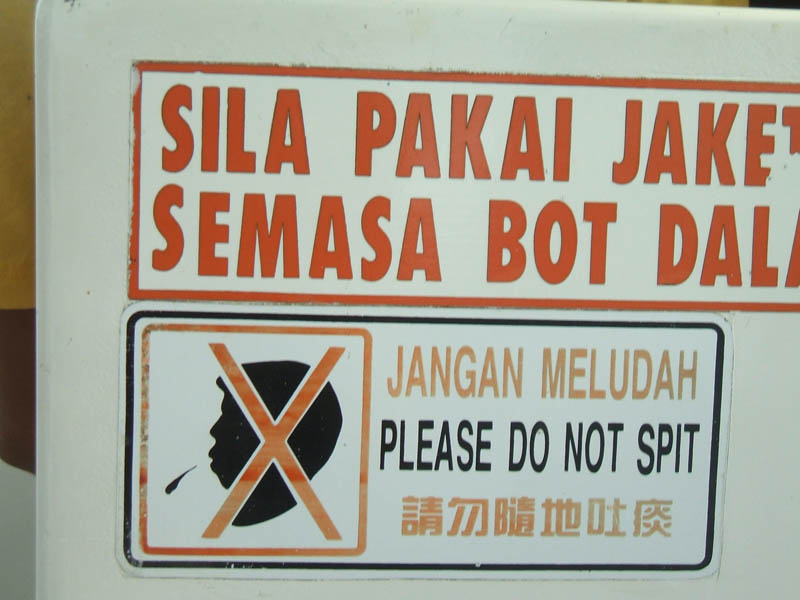 SILA PAKAI JAKET
SEMASA BOT
JANGAN MELUDAH
PLEASE DO NOT SPIT
請勿隨地吐痰